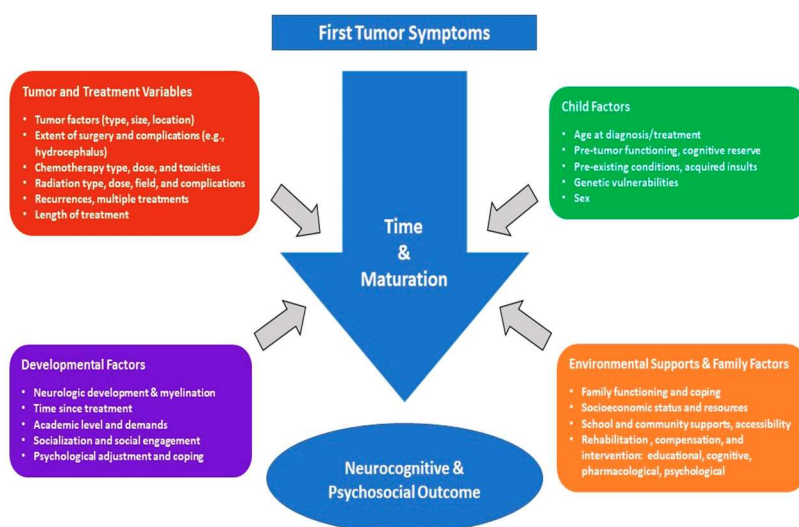 First Tumor Symptoms
Tumor and Treatment Variables
• Tumor factors (type, size, location)
• Extent of surgery and complications (e.g.,
hydrocephalus)
• Chemotherapy type, dose, and toxicities
• Radiation type, dose, field, and complications
• Recurrences, multiple treatments
• Length of treatment
Child Factors
• Age at diagnosis/treatment
• Pre-tumor functioning, cognitive reserve
• Pre-existing conditions, acquired insults
• Genetic vulnerabilities
• Sex
Time
&
Maturation
Developmental Factors
• Neurologic development & myelination
• Time since treatment
• Academic level and demands
• Socialization and social engagement
• Psychological adjustment and coping
Environmental Supports & Family Factors
• Family functioning and coping
• Socioeconomic status and resources
• School and community supports, accessibility
• Rehabilitation , compensation, and
intervention: educational, cognitive,
pharmacological, psychological
Neurocognitive &
Psychosocial Outcome